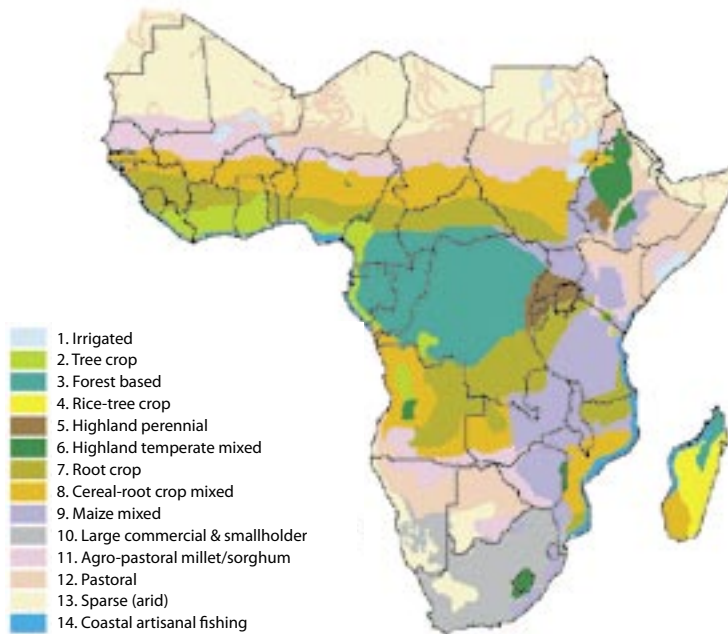 1. Irrigated
2. Tree crop
3. Forest based
4. Rice-tree crop
5. Highland perennial
6. Highland temperate mixed
7. Root crop
8. Cereal-root crop mixed
9. Maize mixed
10. Large commercial & smallholder
11. Agro-pastoral millet/sorghum
12. Pastoral
13. Sparse (arid)
14. Coastal artisanal fishing